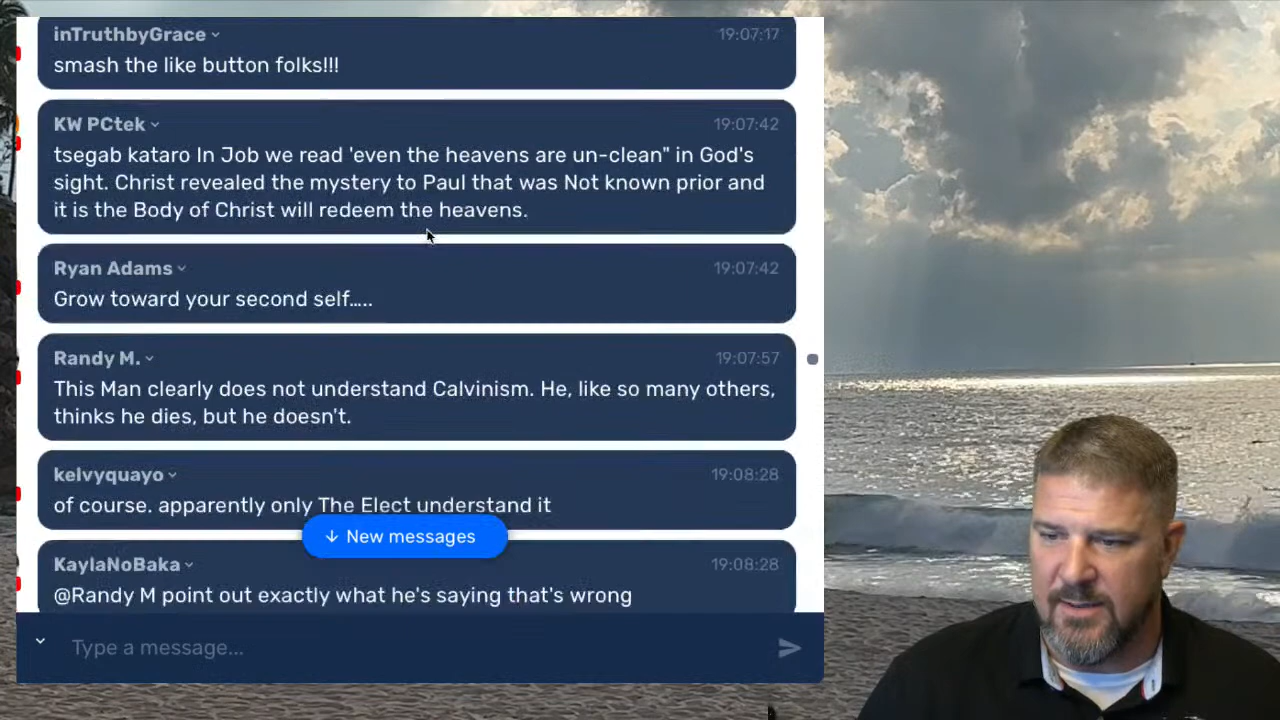 inTruthbyGrace
19:07:17
smash the like button folks!!!
KW PCtek
19:07:42
tsegab kataro In Job we read 'even the heavens are un-clean" in God's
sight. Christ revealed the mystery to Paul that was Not known prior and
it is the Body of Christ will redeem the heavens.
Ryan Adams
19:07:42
Grow toward your second self.....
Randy M.
19:07:57
This Man clearly does not understand Calvinism. He, like so many others,
thinks he dies, but he doesn't.
kelvyquayo
19:08:28
of course. apparently only The Elect understand it
↓ New messages
KaylaNoBaka
19:08:28
@Randy M point out exactly what he's saying that's wrong
Type a message...